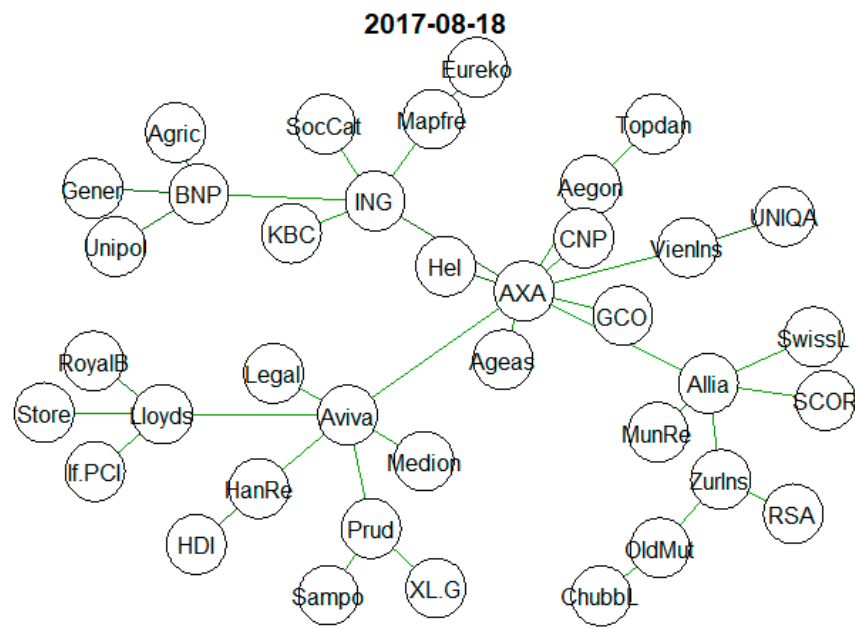 2017-08-18
Eureko
Agric
SocCat
Mapfre
Topdan
Gener
BNP
ING
Aegon
Unipol
KBC
CNP
UNIQA
VienIns
Hel
AXA
GCO
RoyalB
Legal
Ageas
SwissL
Store
Lloyds
Aviva
Allia
SCOR
MunRe
If.PCI
HanRe
Medion
ZurIns
HDI
Prud
RSA
OldMut
Sampo
XL.G
ChubbL